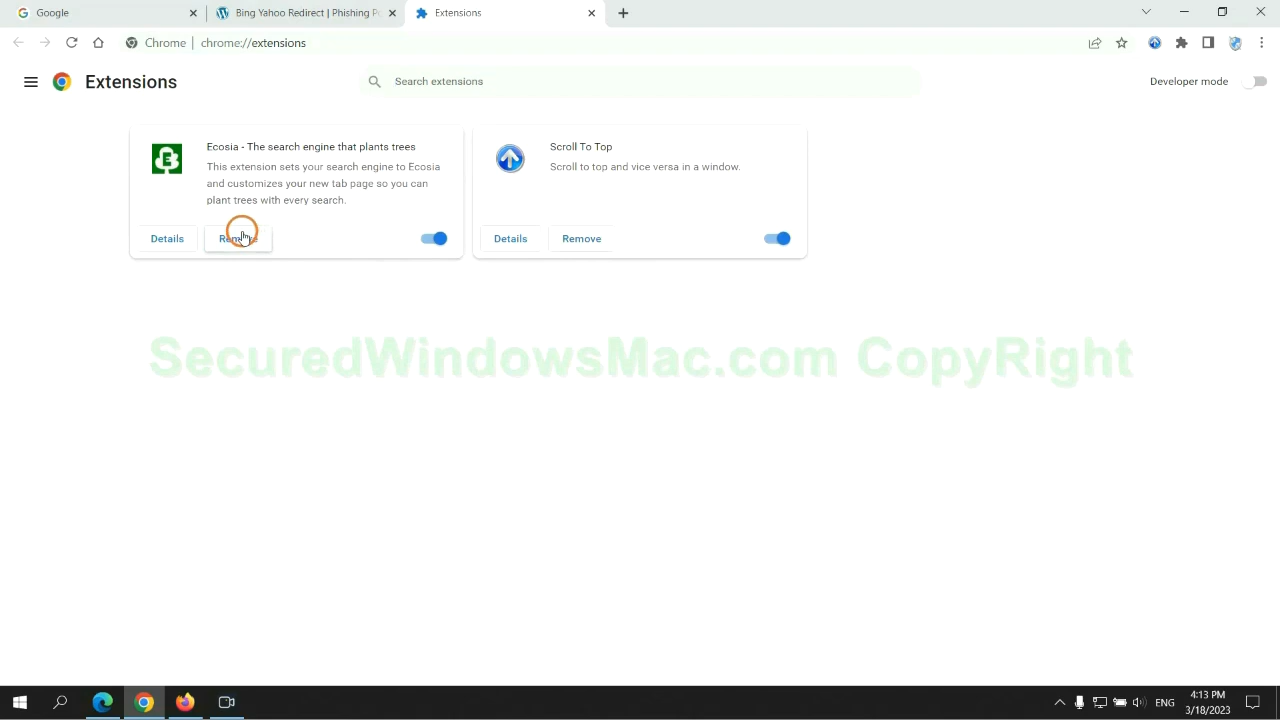 Google
Bing Yahoo Redirect | Phishing Po
Extensions
Chrome | chrome://extensions
Extensions
Search extensions
Developer mode
Ecosia - The search engine that plants trees
This extension sets your search engine to Ecosia
and customizes your new tab page so you can
plant trees with every search.
Details
Remove
Scroll To Top
Scroll to top and vice versa in a window.
Details
Remove
SecuredWindowsMac.com CopyRight
ENG
4:13 PM
3/18/2023